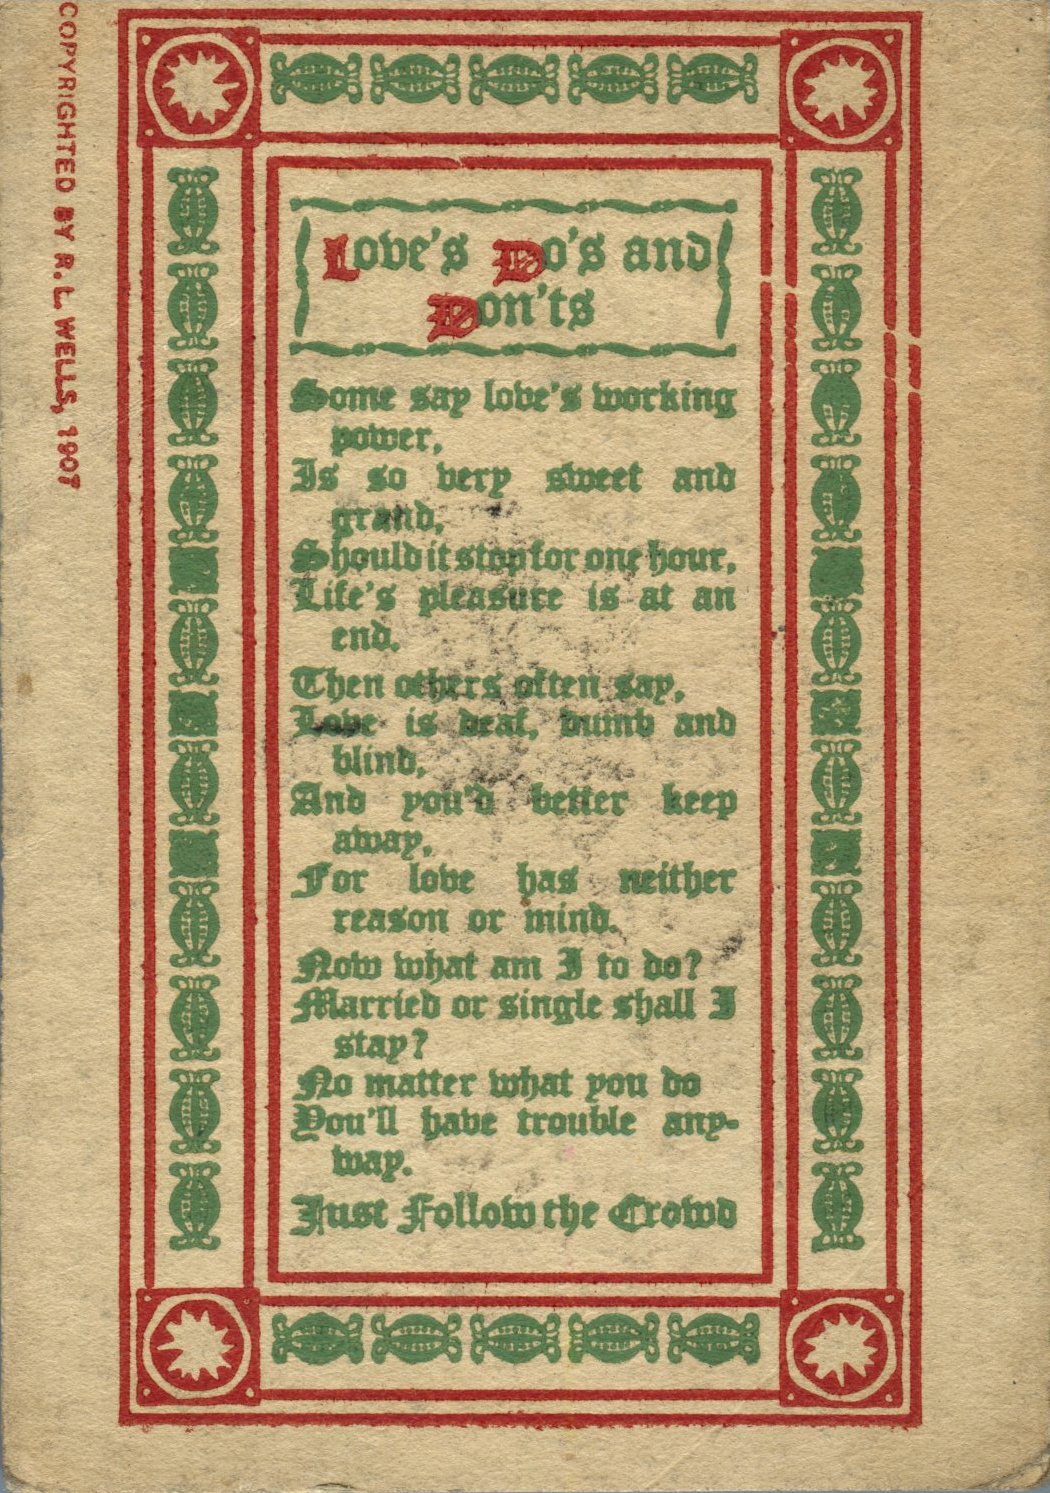 COPYRIGHTED BY R. L. WELLS, 1907
Love's Do's and
Don'ts
Some say love's working
power,
Is so very sweet and
grand,
Should it stop for one hour,
Life's pleasure is at an
end.
Then others often say,
Love is deaf, dumb and
blind,
And you'd better keep
away,
For love has neither
reason or mind.
Now what am I to do?
Married or single shall I
stay?
No matter what you do
You'll have trouble any-
way.
Just Follow the Crowd